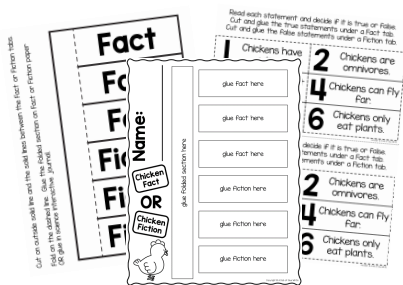 Cut on outside solid line and the solid lines between the Fact or Fiction tabs.
Fold on the dashed line. Glue the folded section on Fact or Fiction paper
OR glue in science interactive journal.
Fact
Name:
Chicken
Fact
OR
Chicken
Fiction
glue folded section here
glue Fact here
glue Fact here
glue Fact here
glue Fiction here
glue Fiction here
glue Fiction here
Read each statement and decide if it is true or false.
Cut and glue the true statements under a Fact tab.
Cut and glue the false statements under a Fiction tab.
1 Chickens have
2 Chickens are
omnivores.
4 Chickens can fly
far.
6 Chickens only
eat plants.
decide if it is true or false.
tements under a Fact tab.
tements under a Fiction tab.
2 Chickens are
omnivores.
4 Chickens can fly
far.
6 Chickens only
eat plants.